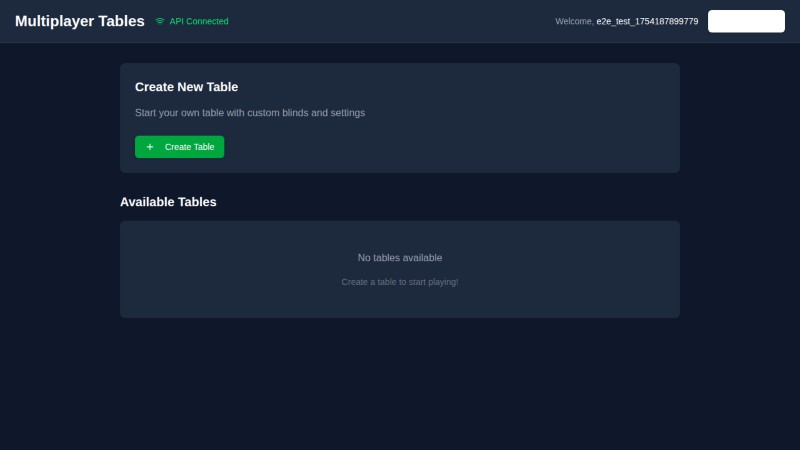 Multiplayer Tables
API Connected
Welcome, e2e_test_1754187899779
Create New Table
Start your own table with custom blinds and settings
+ Create Table
Available Tables
No tables available
Create a table to start playing!